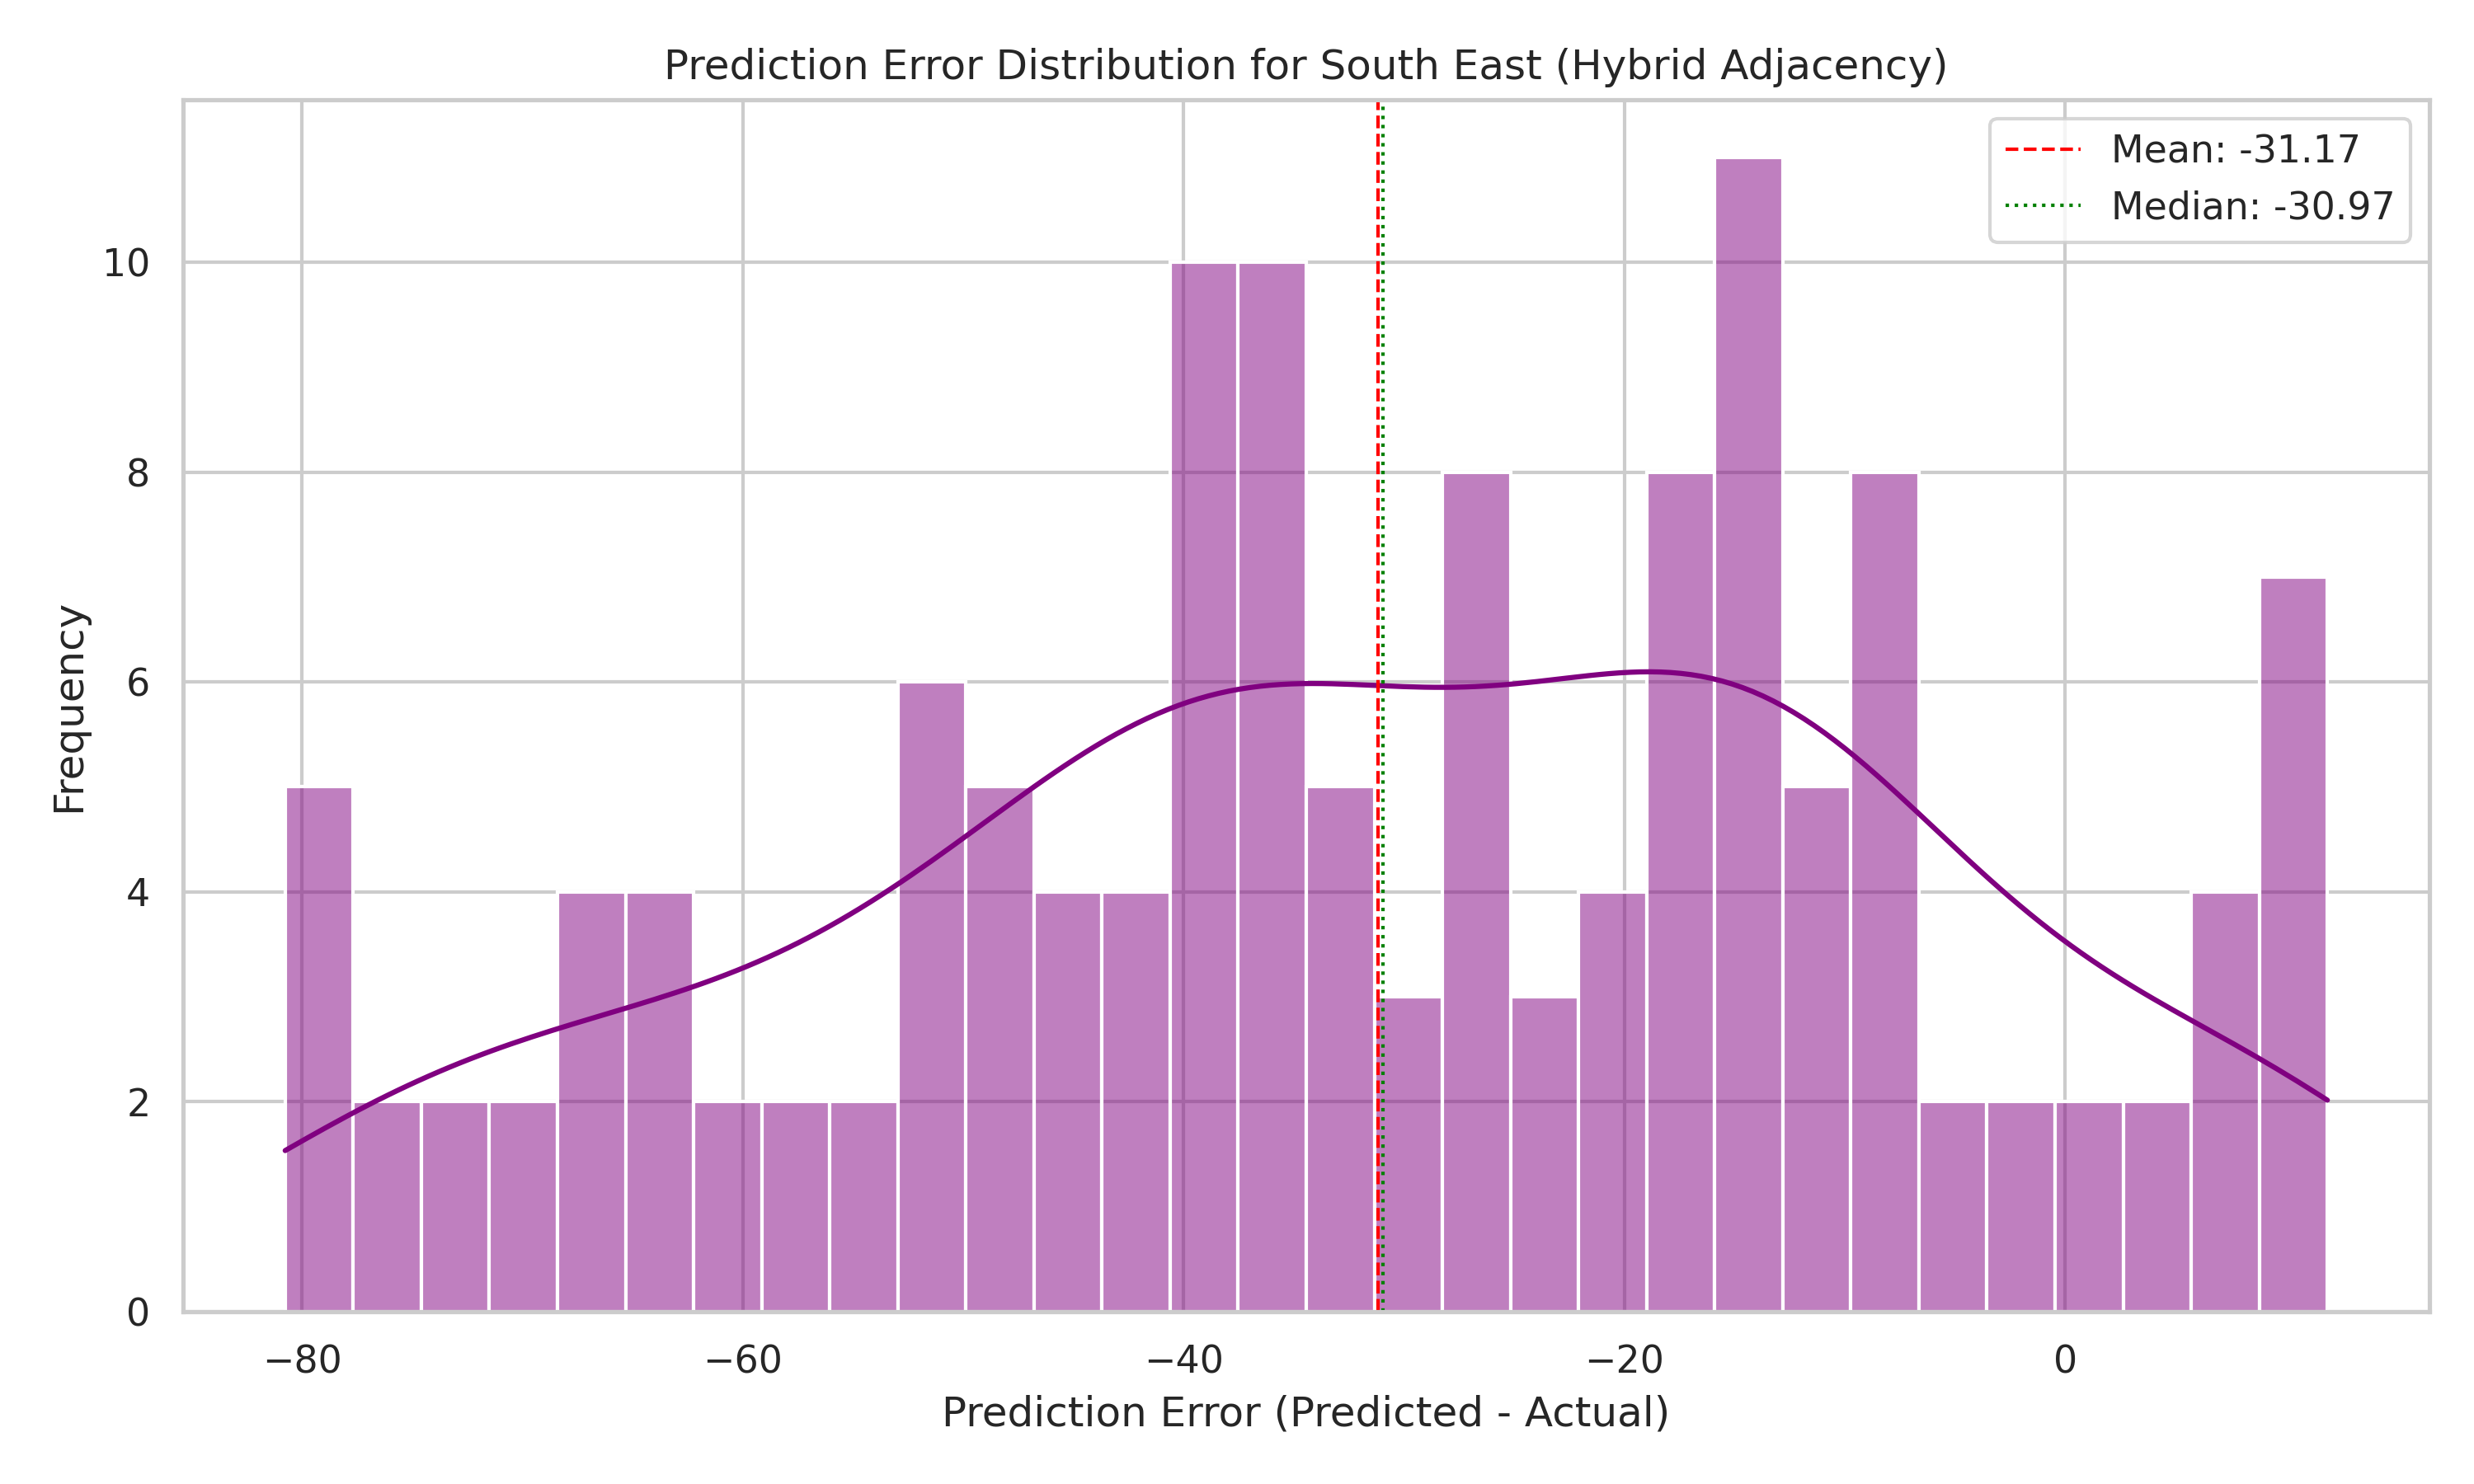 Prediction Error Distribution for South East (Hybrid Adjacency)
Mean: -31.17
Median: -30.97
Frequency
10
8
6
4
2
0
−80 −60 −40 −20 0
Prediction Error (Predicted - Actual)